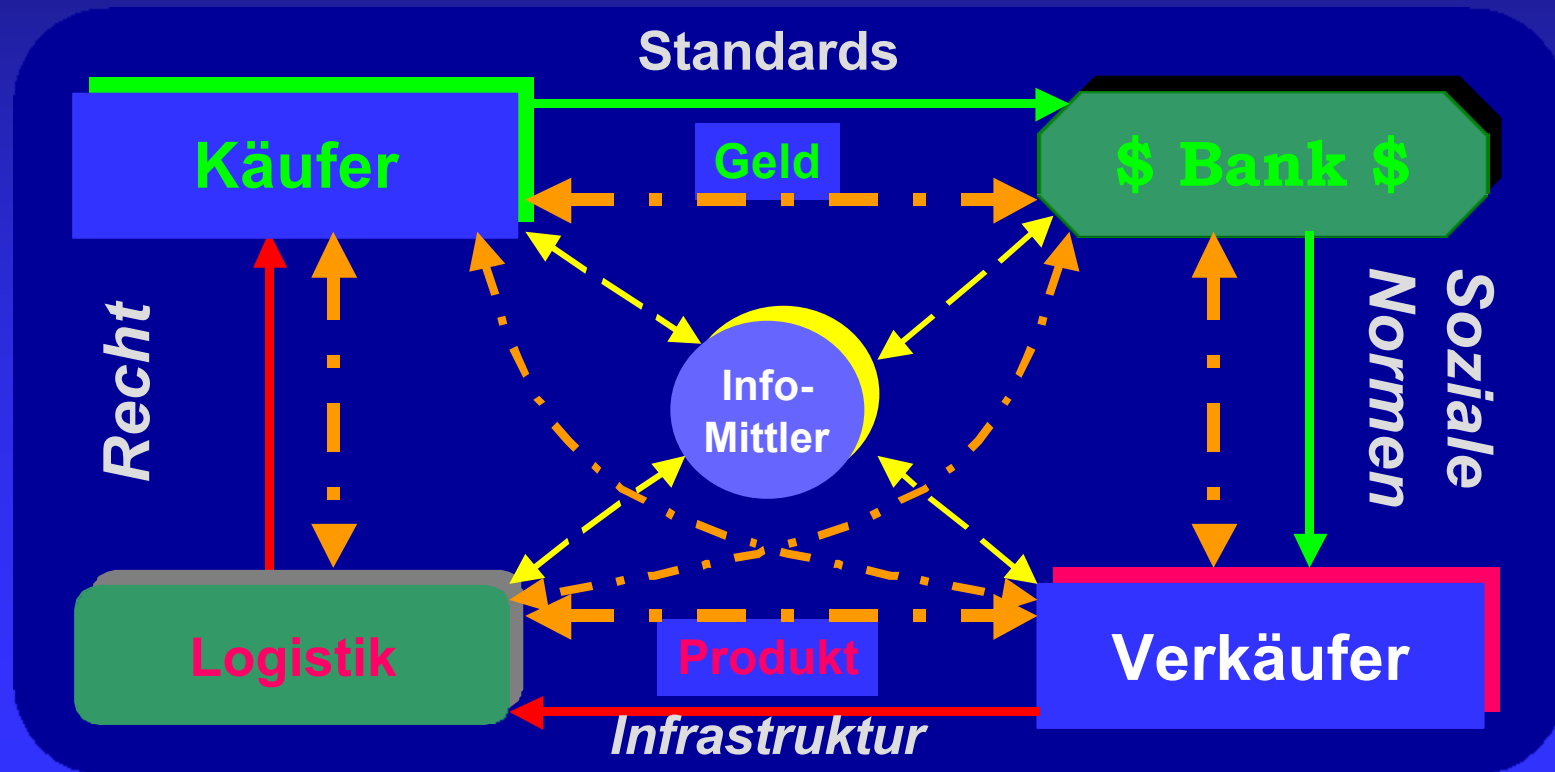 Standards
Käufer
Geld
$ Bank $
Recht
Info-
Mittler
Soziale
Normen
Logistik
Produkt
Verkäufer
Infrastruktur